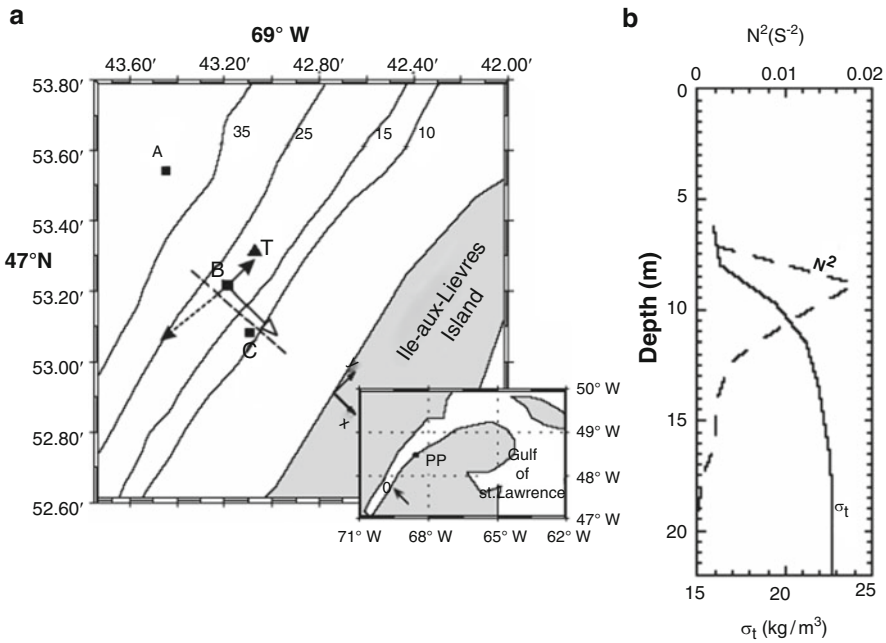 a
69° W
43.60′ 43.20′ 42.80′ 42.40′ 42.00′
53.80′
53.60′
53.40′
47°N
53.20′
53.00′
52.80′
52.60′
35
25
15
10
A
B
T
C
Ile-aux-Lievres
Island
y
x
50° W
49° W
48° W
47° W
PP
0
Gulf
of
st.Lawrence
71° W 68° W 65° W 62° W
b
N²(S⁻²)
0 0.01 0.02
0
5
10
15
20
Depth (m)
N²
σt
15 20 25
σt (kg/m³)